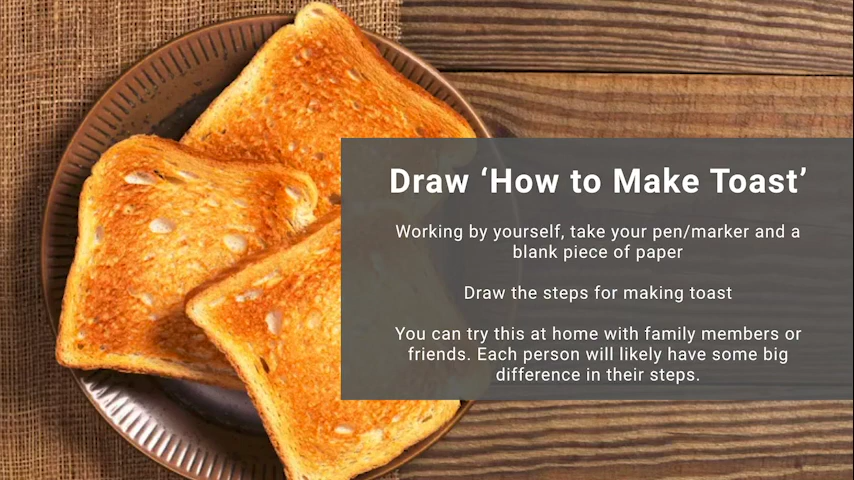 Draw ‘How to Make Toast’
Working by yourself, take your pen/marker and a
blank piece of paper
Draw the steps for making toast
You can try this at home with family members or
friends. Each person will likely have some big
difference in their steps.